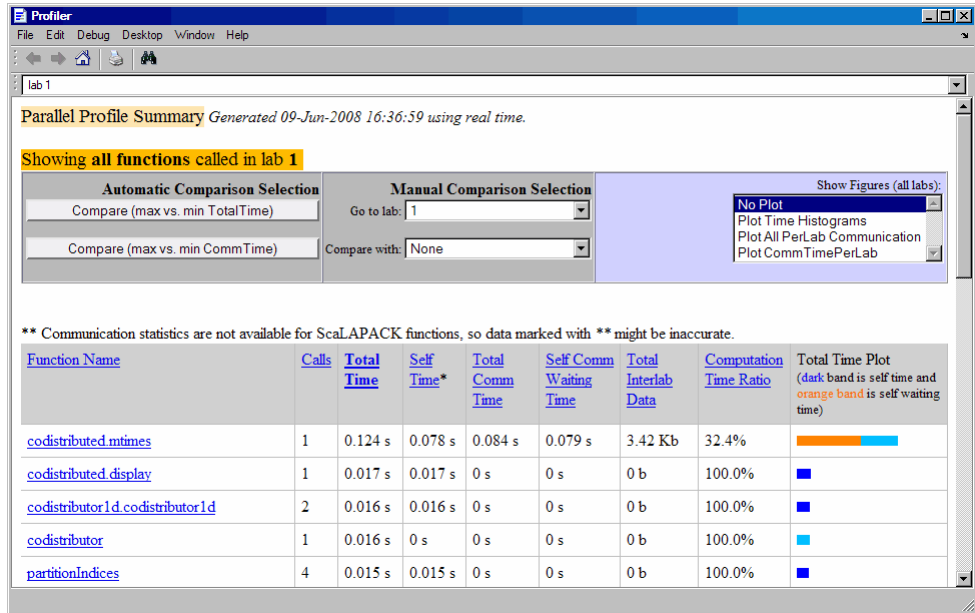 Profiler
File Edit Debug Desktop Window Help
lab 1
Parallel Profile Summary Generated 09-Jun-2008 16:36:59 using real time.
Showing all functions called in lab 1
Automatic Comparison Selection
Compare (max vs. min TotalTime)
Compare (max vs. min CommTime)
Manual Comparison Selection
Go to lab: 1
Compare with: None
Show Figures (all labs):
No Plot
Plot Time Histograms
Plot All PerLab Communication
Plot CommTimePerLab
** Communication statistics are not available for ScaLAPACK functions, so data marked with ** might be inaccurate.
Function Name Calls Total Time Self Time* Total Comm Time Self Comm Waiting Time Total Interlab Data Computation Time Ratio Total Time Plot (dark band is self time and orange band is self waiting time)
codistributed.mtimes 1 0.124 s 0.078 s 0.084 s 0.079 s 3.42 Kb 32.4%
codistributed.display 1 0.017 s 0.017 s 0 s 0 s 0 b 100.0%
codistributor1d.codistributor1d 2 0.016 s 0.016 s 0 s 0 s 0 b 100.0%
codistributor 1 0.016 s 0 s 0 s 0 s 0 b 100.0%
partitionIndices 4 0.015 s 0.015 s 0 s 0 s 0 b 100.0%